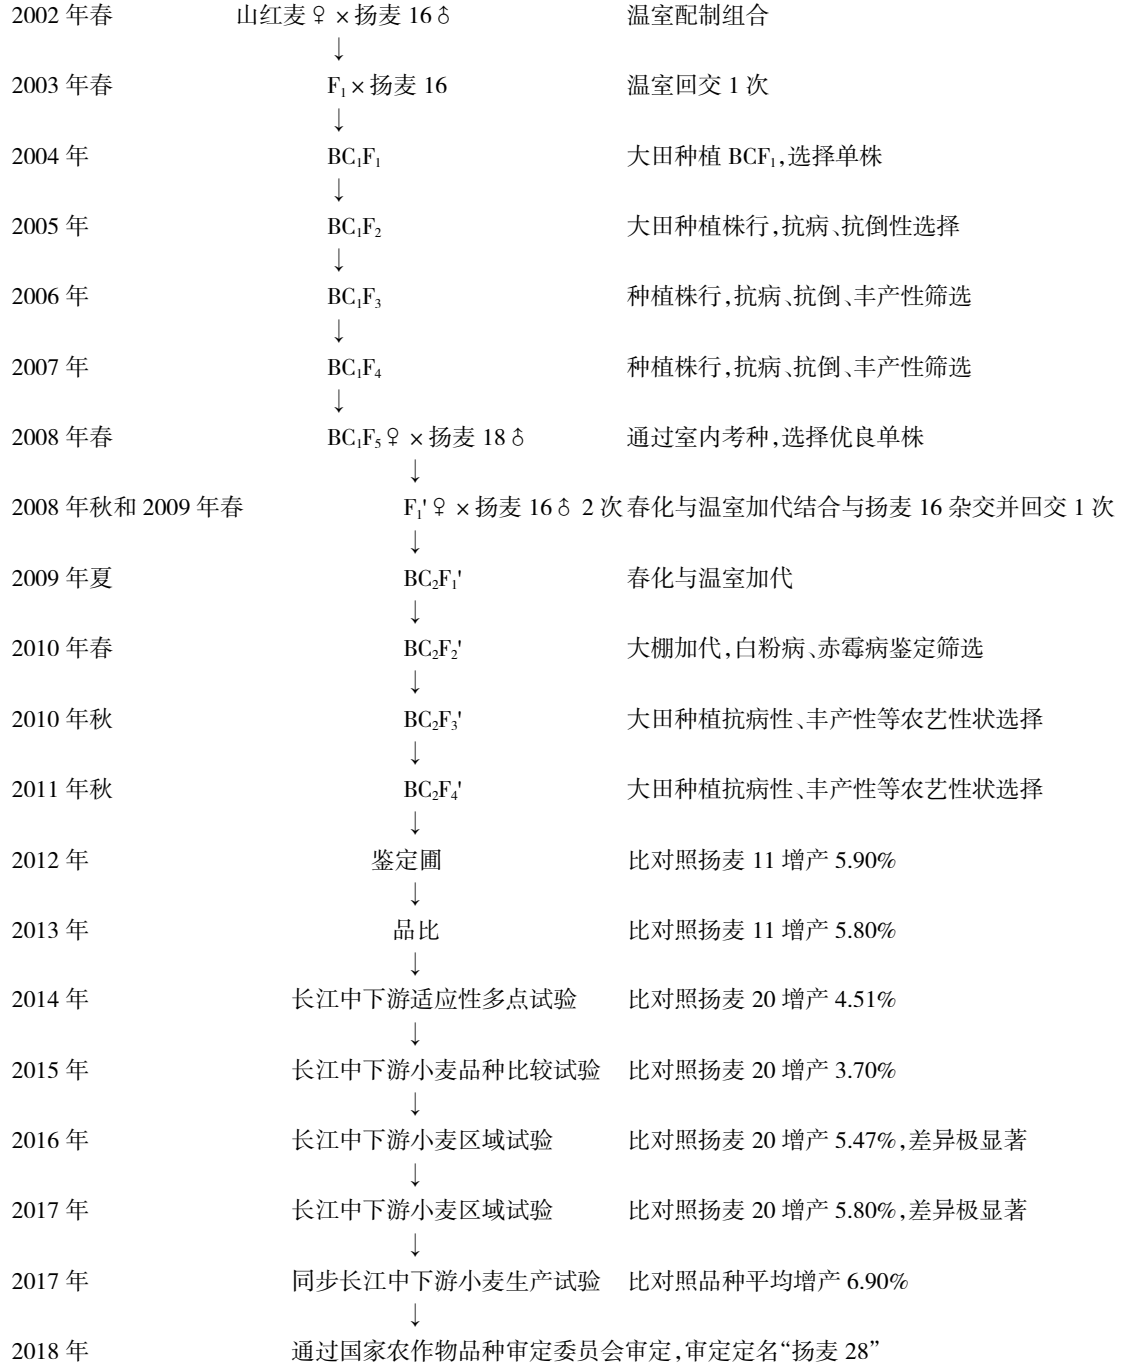 2002 年春 山红麦♀ × 扬麦 16♂ 温室配制组合
↓
2003 年春 F₁ × 扬麦 16 温室回交 1 次
↓
2004 年 BC₁F₁ 大田种植 BCF₁,选择单株
↓
2005 年 BC₁F₂ 大田种植株行,抗病、抗倒性选择
↓
2006 年 BC₁F₃ 种植株行,抗病、抗倒、丰产性筛选
↓
2007 年 BC₁F₄ 种植株行,抗病、抗倒、丰产性筛选
↓
2008 年春 BC₁F₅♀ × 扬麦 18♂ 通过室内考种,选择优良单株
↓
2008 年秋和 2009 年春 F₁'♀ × 扬麦 16♂ 2 次 春化与温室加代结合与扬麦 16 杂交并回交 1 次
↓
2009 年夏 BC₂F₁' 春化与温室加代
↓
2010 年春 BC₂F₂' 大棚加代,白粉病、赤霉病鉴定筛选
↓
2010 年秋 BC₂F₃' 大田种植抗病性、丰产性等农艺性状选择
↓
2011 年秋 BC₂F₄' 大田种植抗病性、丰产性等农艺性状选择
↓
2012 年 鉴定圃 比对照扬麦 11 增产 5.90%
↓
2013 年 品比 比对照扬麦 11 增产 5.80%
↓
2014 年 长江中下游适应性多点试验 比对照扬麦 20 增产 4.51%
↓
2015 年 长江中下游小麦品种比较试验 比对照扬麦 20 增产 3.70%
↓
2016 年 长江中下游小麦区域试验 比对照扬麦 20 增产 5.47%,差异极显著
↓
2017 年 长江中下游小麦区域试验 比对照扬麦 20 增产 5.80%,差异极显著
↓
2017 年 同步长江中下游小麦生产试验 比对照品种平均增产 6.90%
↓
2018 年 通过国家农作物品种审定委员会审定,审定定名“扬麦 28”